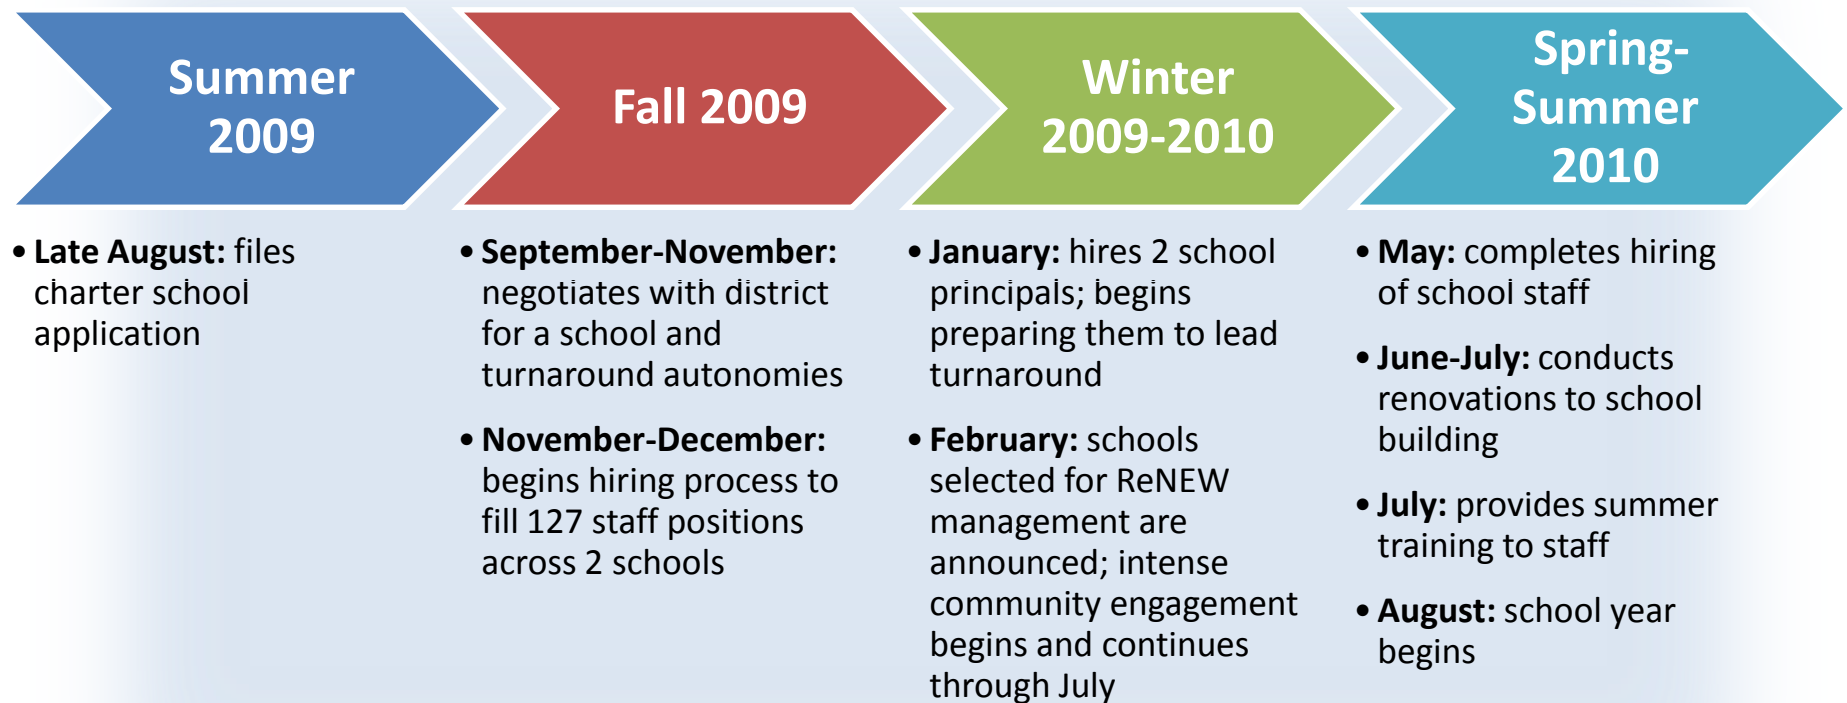 Summer
2009
Fall 2009
Winter
2009-2010
Spring-
Summer
2010
• Late August: files
charter school
application
• September-November:
negotiates with district
for a school and
turnaround autonomies
• November-December:
begins hiring process to
fill 127 staff positions
across 2 schools
• January: hires 2 school
principals; begins
preparing them to lead
turnaround
• February: schools
selected for ReNEW
management are
announced; intense
community engagement
begins and continues
through July
• May: completes hiring
of school staff
• June-July: conducts
renovations to school
building
• July: provides summer
training to staff
• August: school year
begins